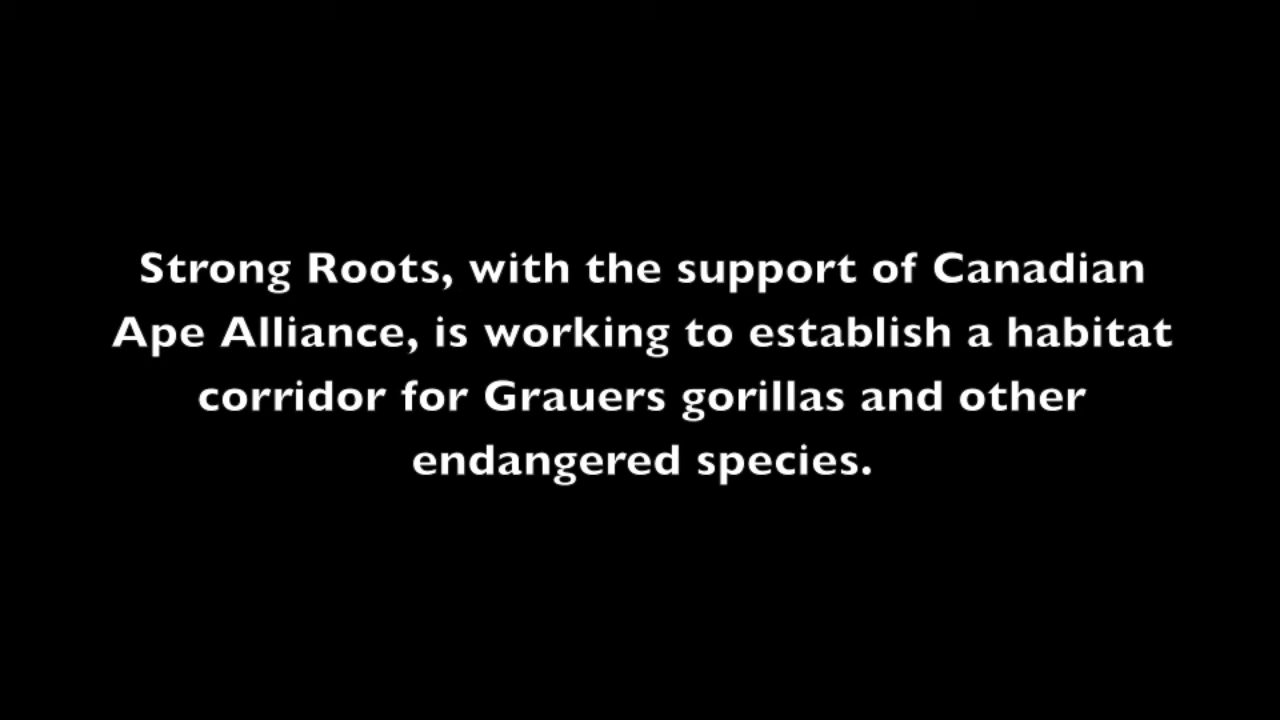 Strong Roots, with the support of Canadian
Ape Alliance, is working to establish a habitat
corridor for Grauers gorillas and other
endangered species.